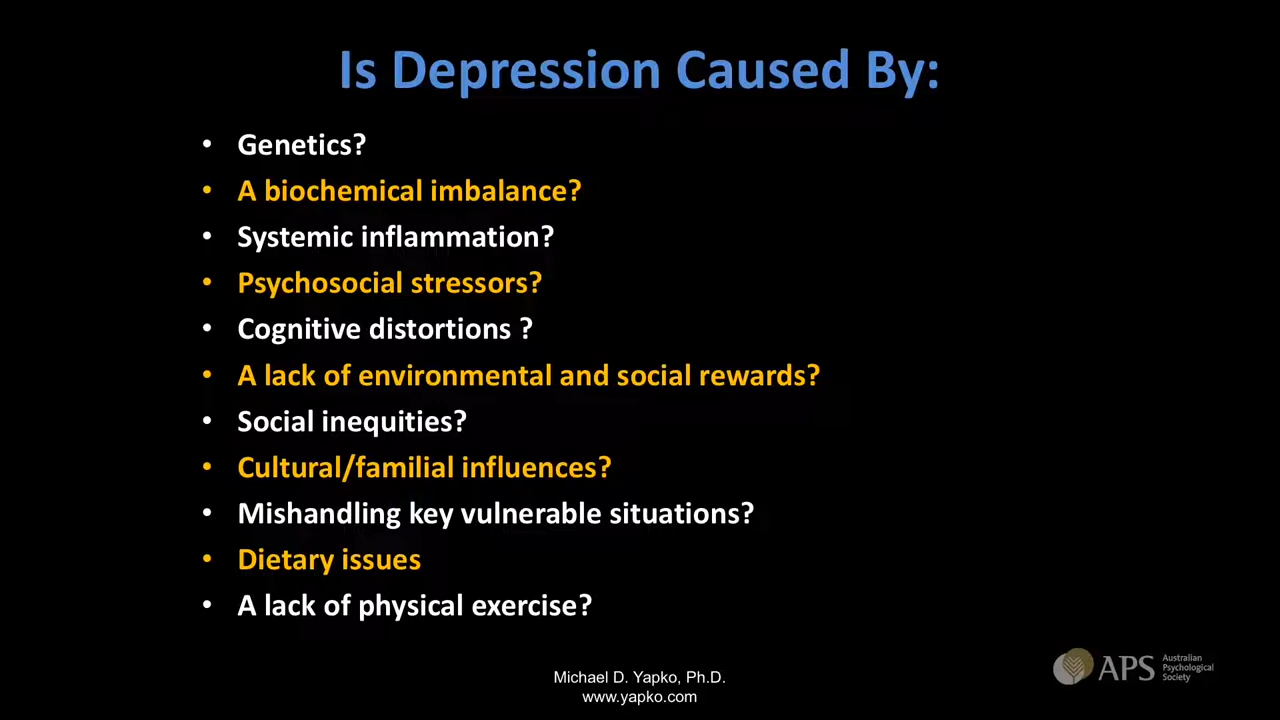 Is Depression Caused By:
• Genetics?
• A biochemical imbalance?
• Systemic inflammation?
• Psychosocial stressors?
• Cognitive distortions ?
• A lack of environmental and social rewards?
• Social inequities?
• Cultural/familial influences?
• Mishandling key vulnerable situations?
• Dietary issues
• A lack of physical exercise?
Michael D. Yapko, Ph.D.
www.yapko.com
APS
Australian
Psychological
Society